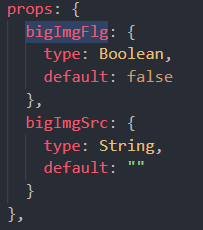 props: {
  bigImgFlg: {
    type: Boolean,
    default: false
  },
  bigImgSrc: {
    type: String,
    default: ""
  }
},